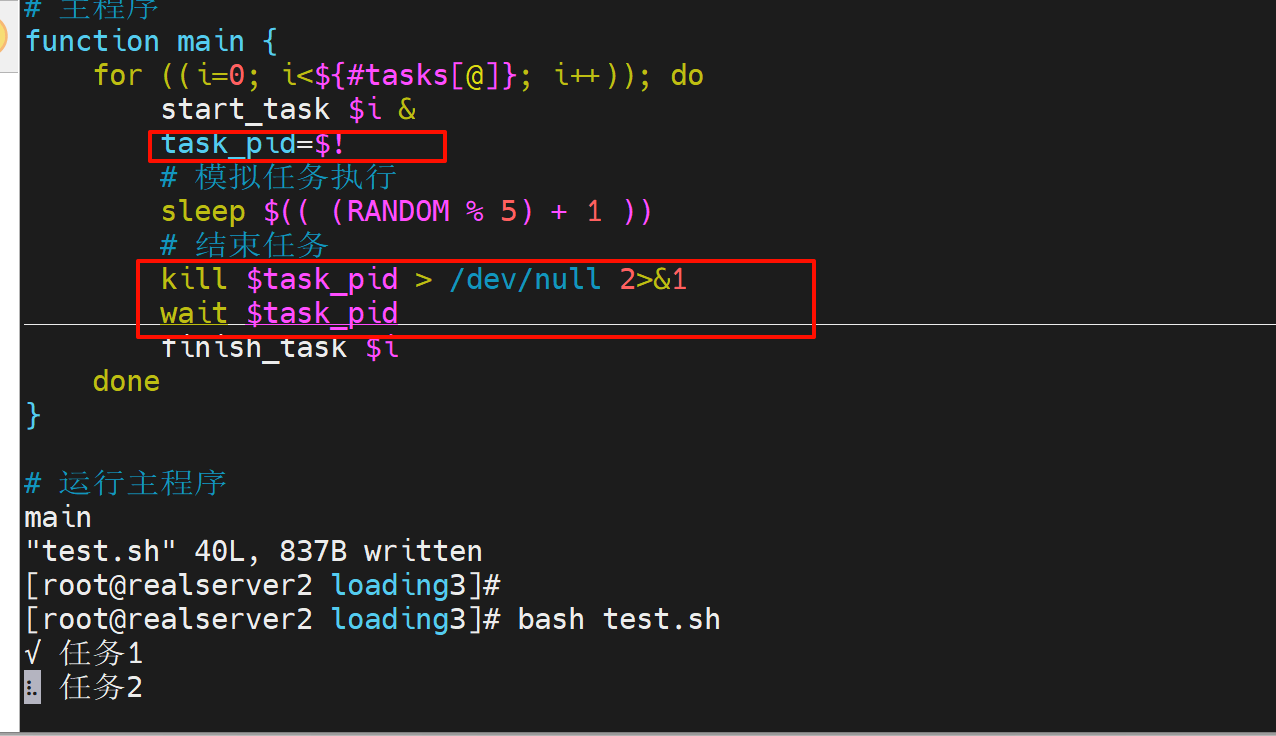 # 主程序
function main {
    for ((i=0; i<${#tasks[@]}; i++)); do
        start_task $i &
        task_pid=$!
        # 模拟任务执行
        sleep $(( (RANDOM % 5) + 1 ))
        # 结束任务
        kill $task_pid > /dev/null 2>&1
        wait $task_pid
        finish_task $i
    done
}

# 运行主程序
main
"test.sh" 40L, 837B written
[root@realserver2 loading3]#
[root@realserver2 loading3]# bash test.sh
√ 任务1
⠧ 任务2